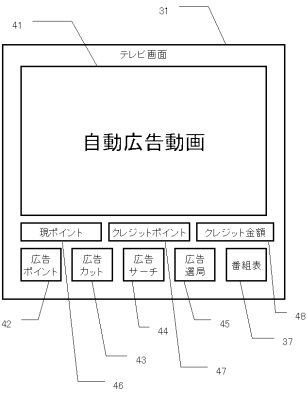 31
41
テレビ画面
自動広告動画
現ポイント クレジットポイント クレジット金額
広告 広告 広告 広告 番組表
ポイント カット サーチ 選局
42 44 45 48
43 37
46 47